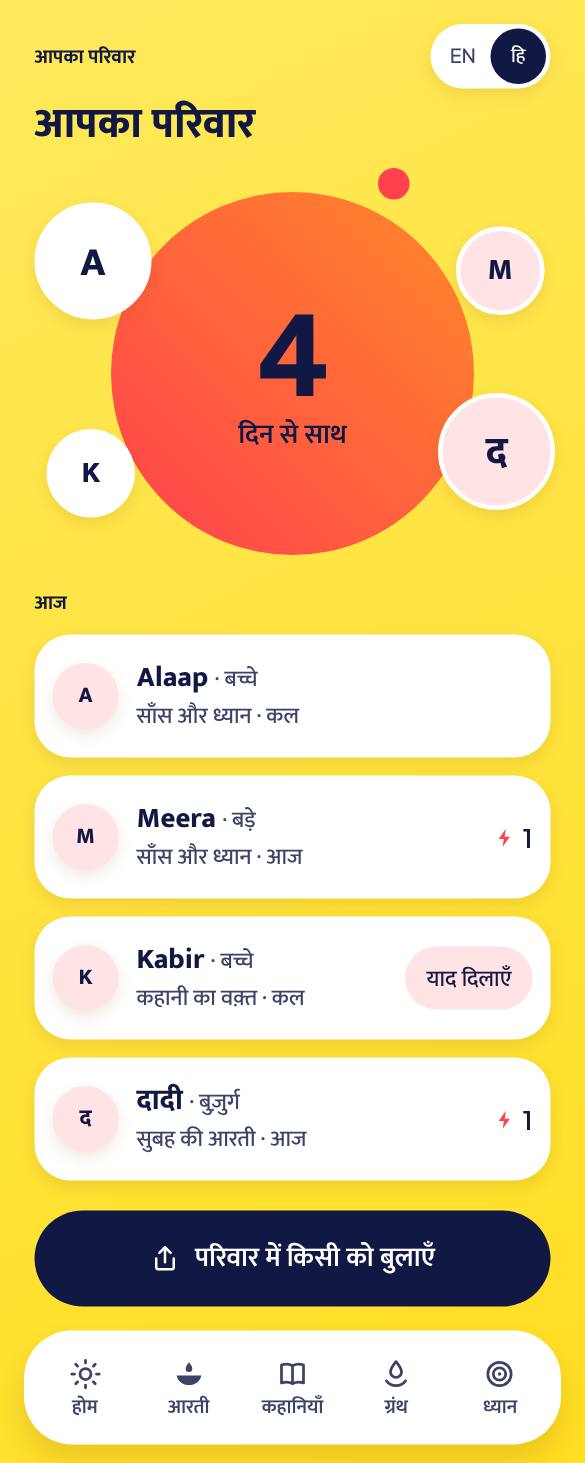 आपका परिवार
EN हि
आपका परिवार
A
M
4
दिन से साथ
द
K
आज
A
Alaap · बच्चे
साँस और ध्यान · कल
M
Meera · बड़े
साँस और ध्यान · आज
1
K
Kabir · बच्चे
कहानी का वक़्त · कल
याद दिलाएँ
द
दादी · बुज़ुर्ग
सुबह की आरती · आज
1
परिवार में किसी को बुलाएँ
होम आरती कहानियाँ ग्रंथ ध्यान